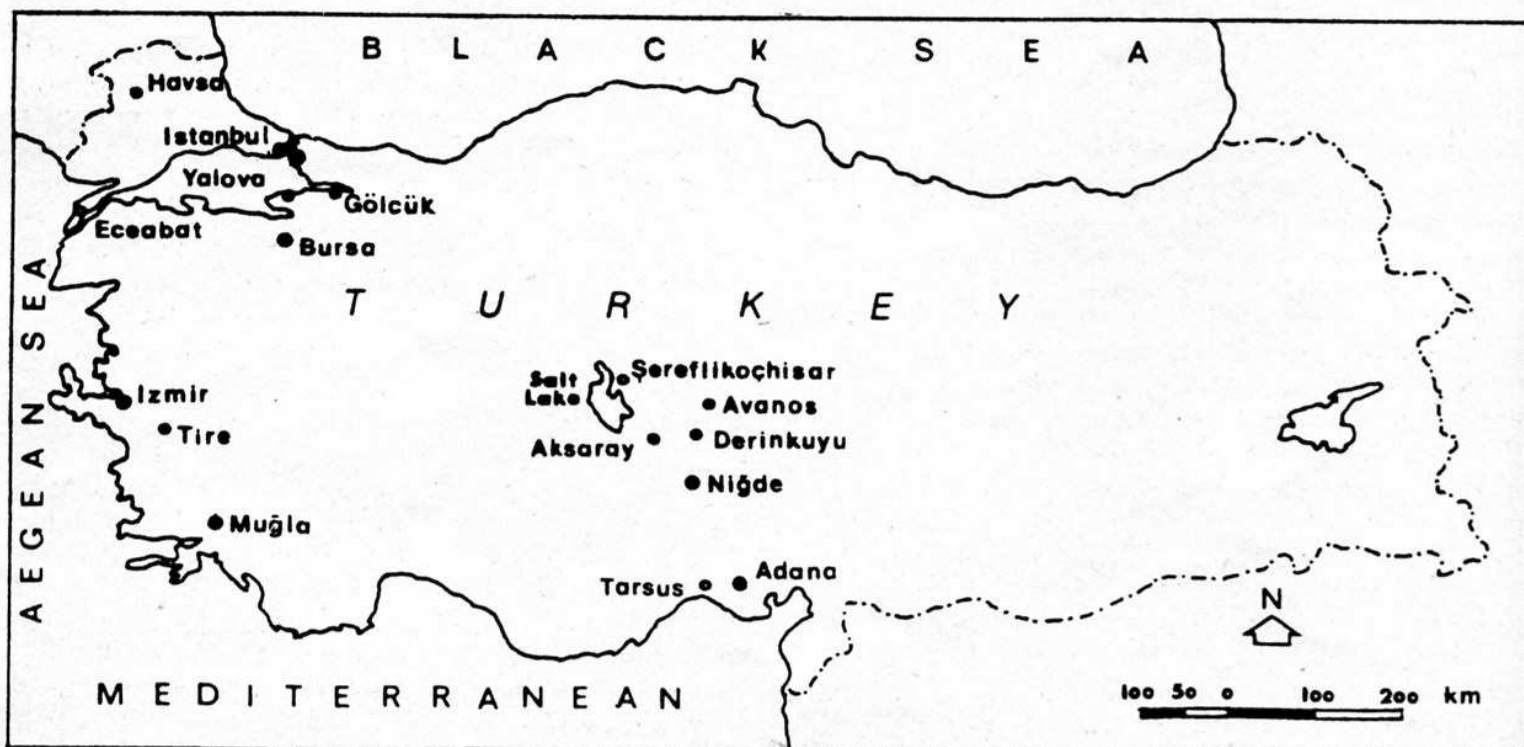 BLACK SEA
Havsa
Istanbul
Yalova
Gölcük
Eceabat
Bursa
AEGEAN SEA
TURKEY
Salt
Lake
Şereflikoçhisar
Izmir
Avanos
Tire
Aksaray
Derinkuyu
Niğde
Muğla
Tarsus
Adana
N
MEDITERRANEAN
100 50 0 100 200 km